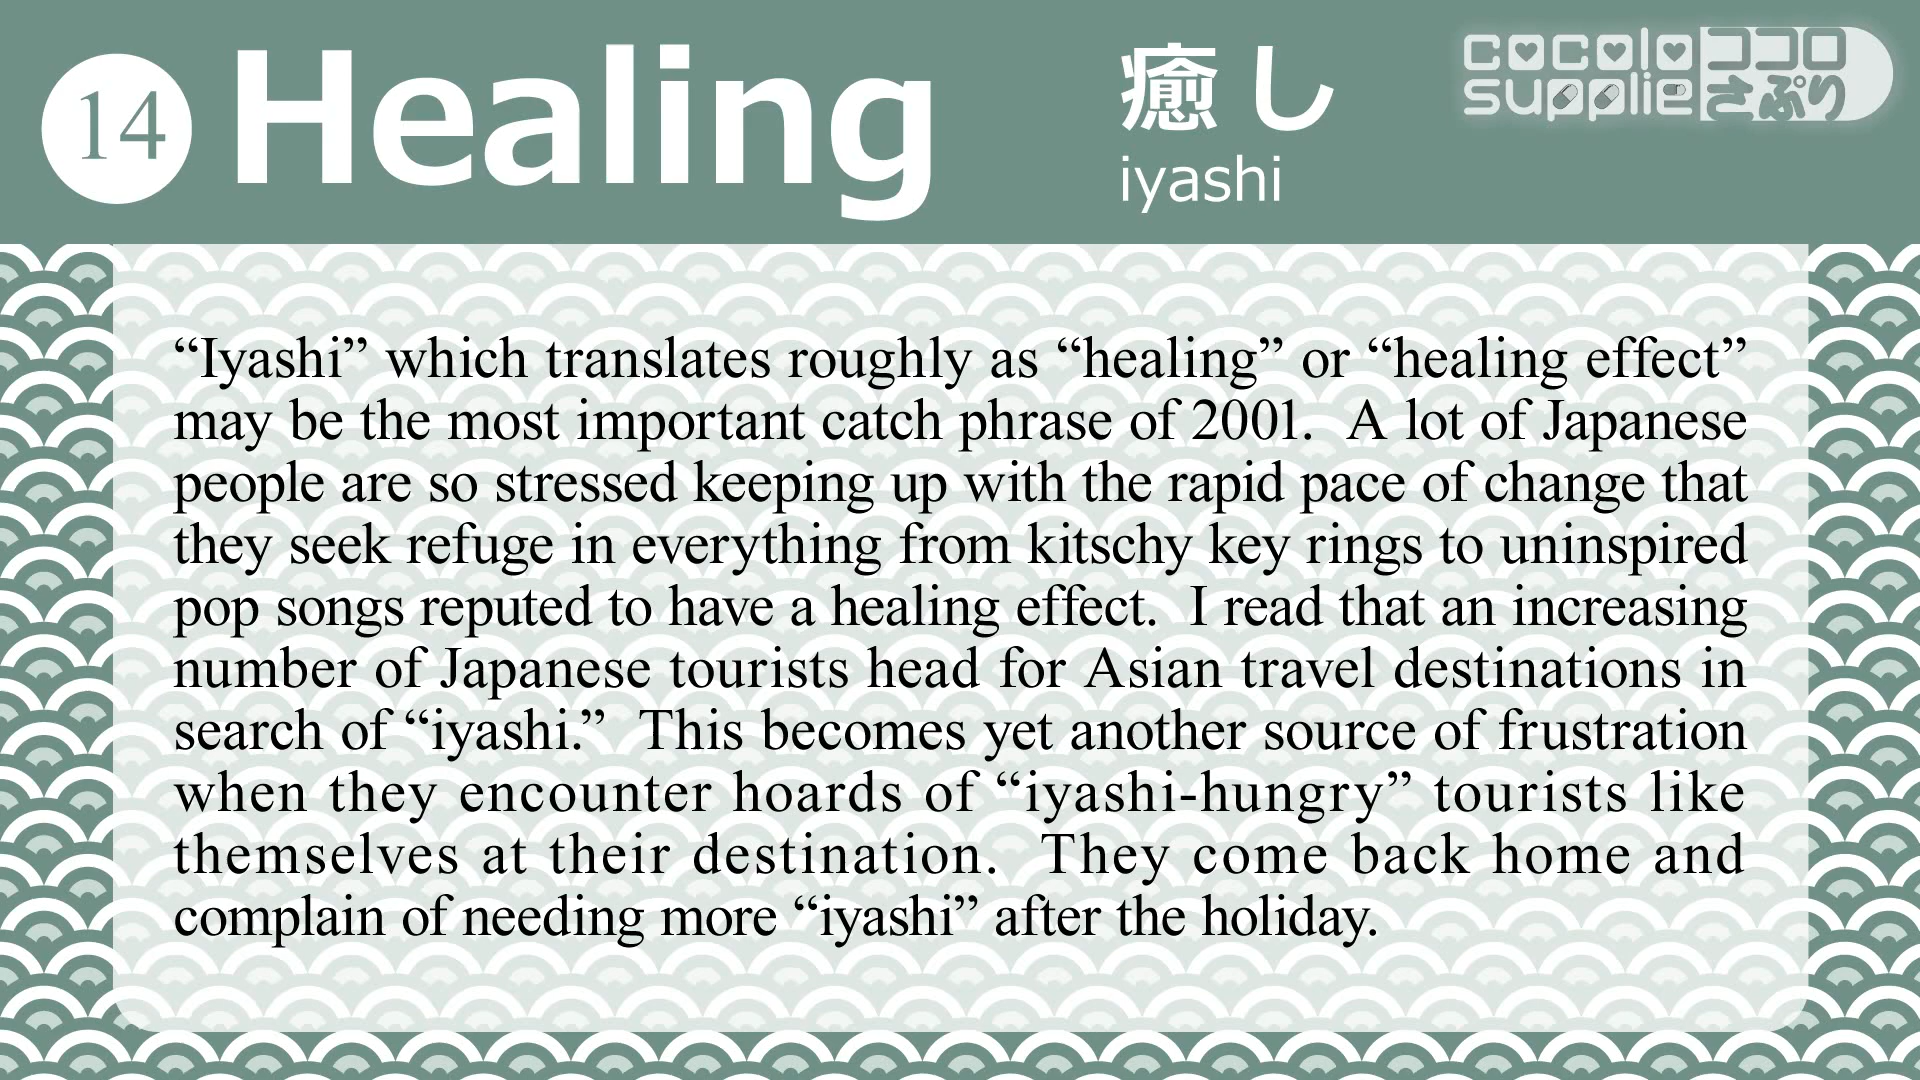 14
Healing
癒し
iyashi
cocolo
supplie
ココロ
さぷり
“Iyashi” which translates roughly as “healing” or “healing effect”
may be the most important catch phrase of 2001.  A lot of Japanese
people are so stressed keeping up with the rapid pace of change that
they seek refuge in everything from kitschy key rings to uninspired
pop songs reputed to have a healing effect.  I read that an increasing
number of Japanese tourists head for Asian travel destinations in
search of “iyashi.”  This becomes yet another source of frustration
when they encounter hoards of “iyashi-hungry” tourists like
themselves at their destination.  They come back home and
complain of needing more “iyashi” after the holiday.